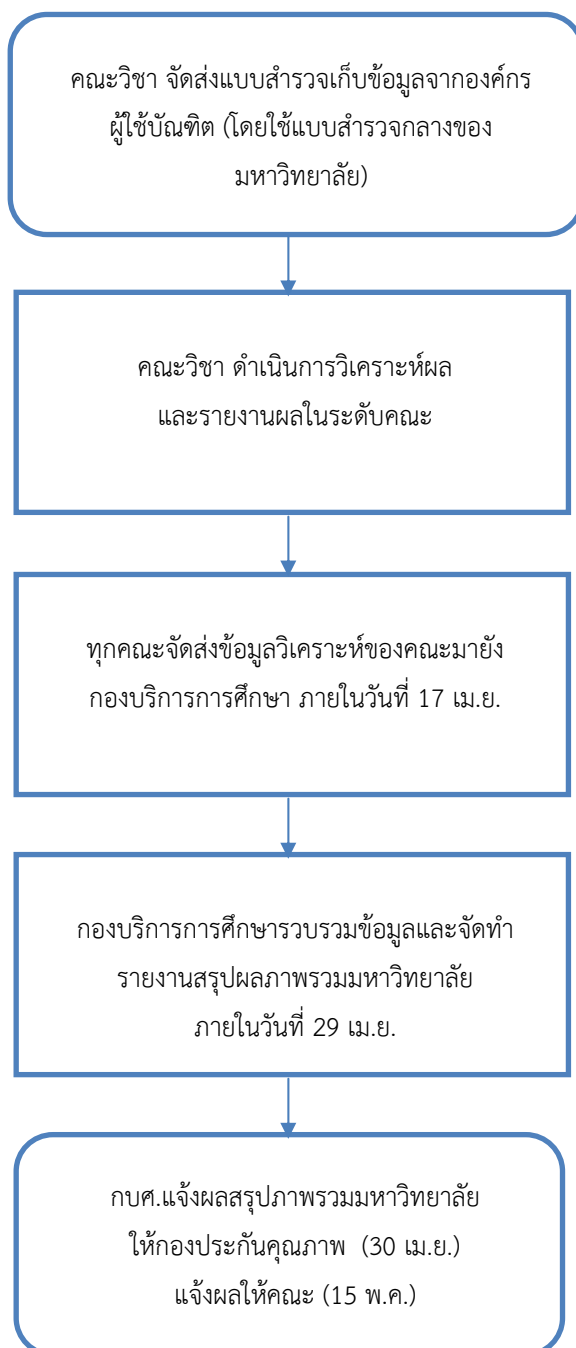 คณะวิชา จัดส่งแบบสำรวจเก็บข้อมูลจากองค์กร
ผู้ใช้บัณฑิต (โดยใช้แบบสำรวจกลางของ
มหาวิทยาลัย)
คณะวิชา ดำเนินการวิเคราะห์ผล
และรายงานผลในระดับคณะ
ทุกคณะจัดส่งข้อมูลวิเคราะห์ของคณะมายัง
กองบริการการศึกษา ภายในวันที่ 17 เม.ย.
กองบริการการศึกษารวบรวมข้อมูลและจัดทำ
รายงานสรุปผลภาพรวมมหาวิทยาลัย
ภายในวันที่ 29 เม.ย.
กบศ.แจ้งผลสรุปภาพรวมมหาวิทยาลัย
ให้กองประกันคุณภาพ (30 เม.ย.)
แจ้งผลให้คณะ (15 พ.ค.)